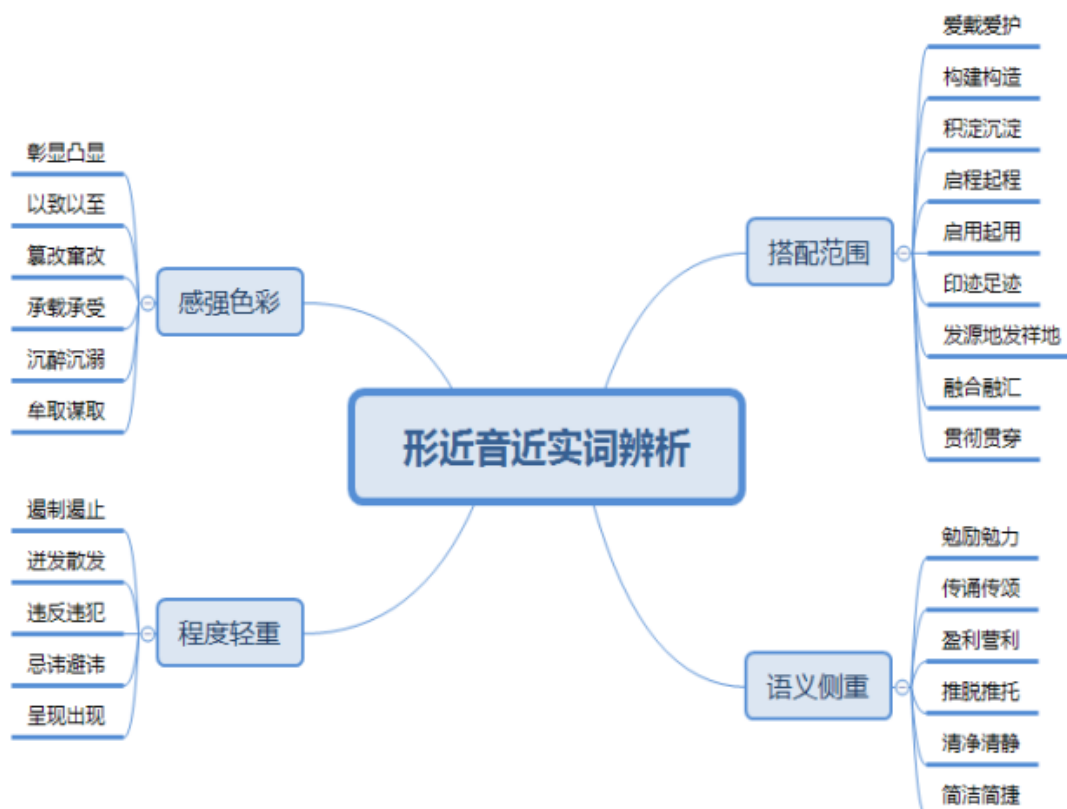 形近音近实词辨析
搭配范围
爱戴爱护
构建构造
积淀沉淀
启程起程
启用起用
印迹足迹
发源地发祥地
融合融汇
贯彻贯穿
语义侧重
勉励勉力
传诵传颂
盈利营利
推脱推托
清净清静
简洁简捷
感强色彩
彰显凸显
以致以至
篡改窜改
承载承受
沉醉沉溺
牟取谋取
程度轻重
遏制遏止
迸发散发
违反违犯
忌讳避讳
呈现出现